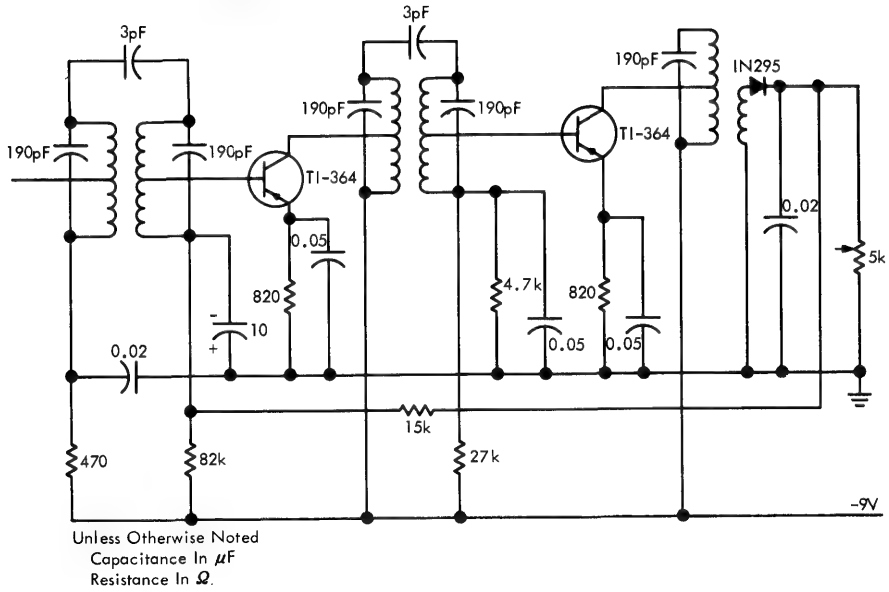 3pF
3pF
190pF
IN295
190pF
190pF
TI-364
190pF
190pF
TI-364
0.05
0.02
5k
820
4.7k
820
- 
10
+
0.05
0.05
0.02
15k
470
82k
27k
-9V
Unless Otherwise Noted
Capacitance In μF
Resistance In Ω.